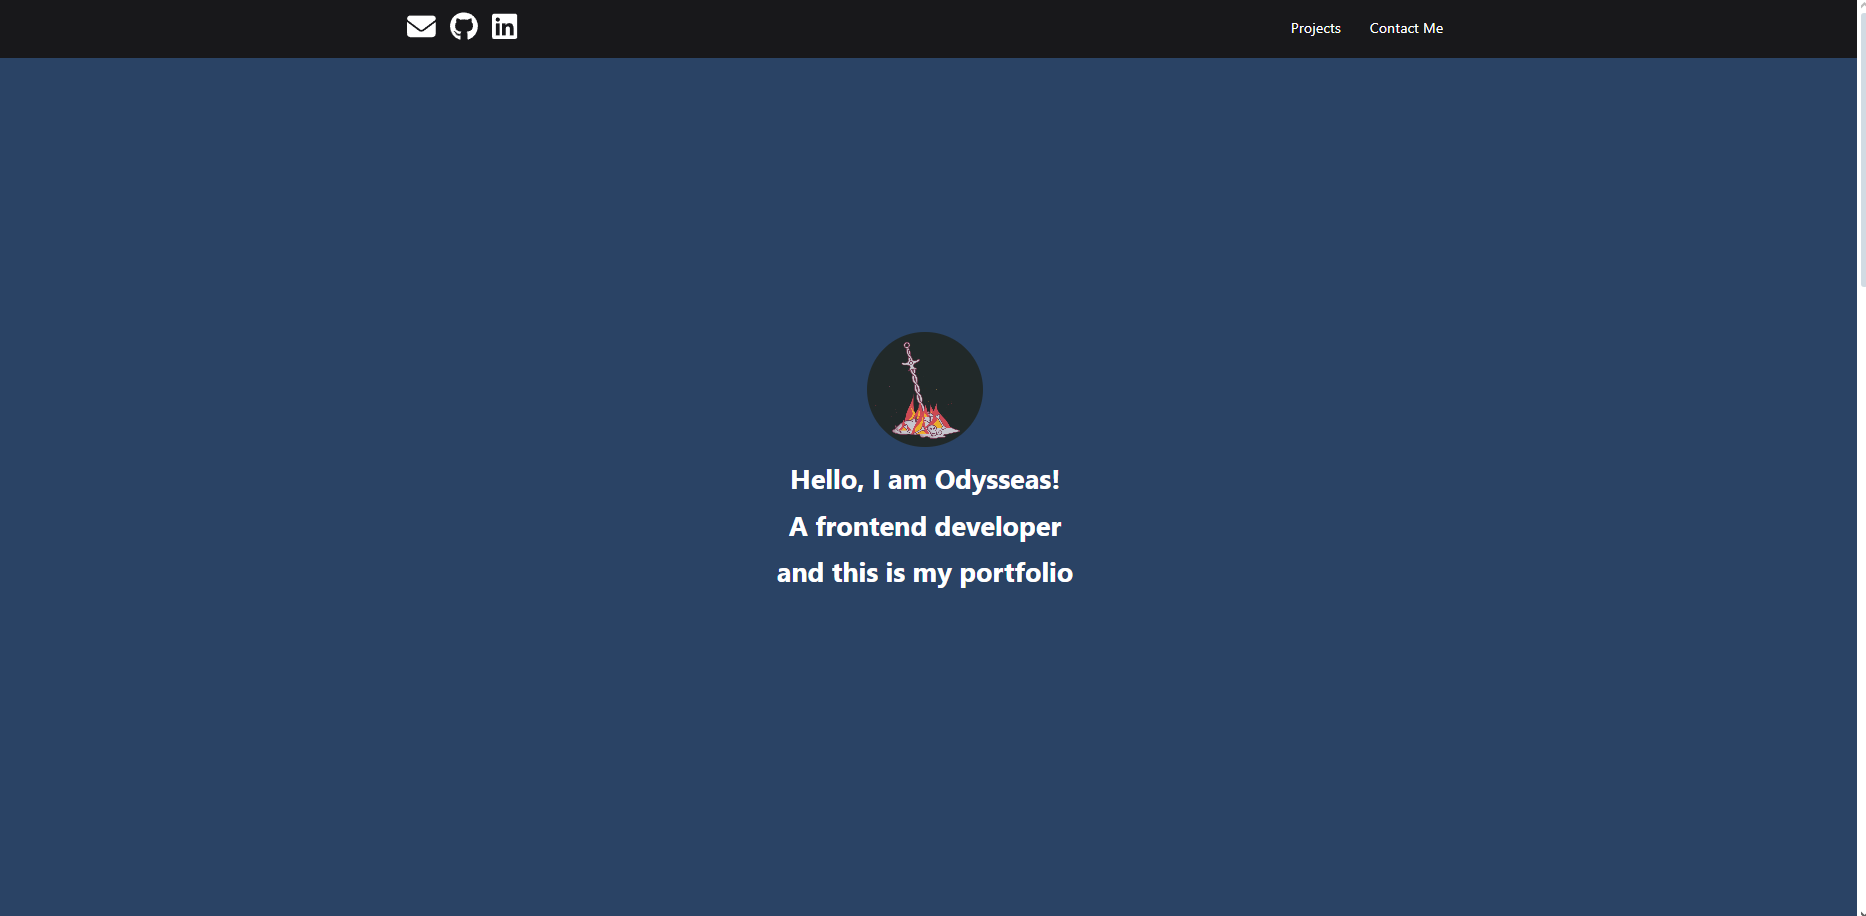 Projects Contact Me
Hello, I am Odysseas!
A frontend developer
and this is my portfolio